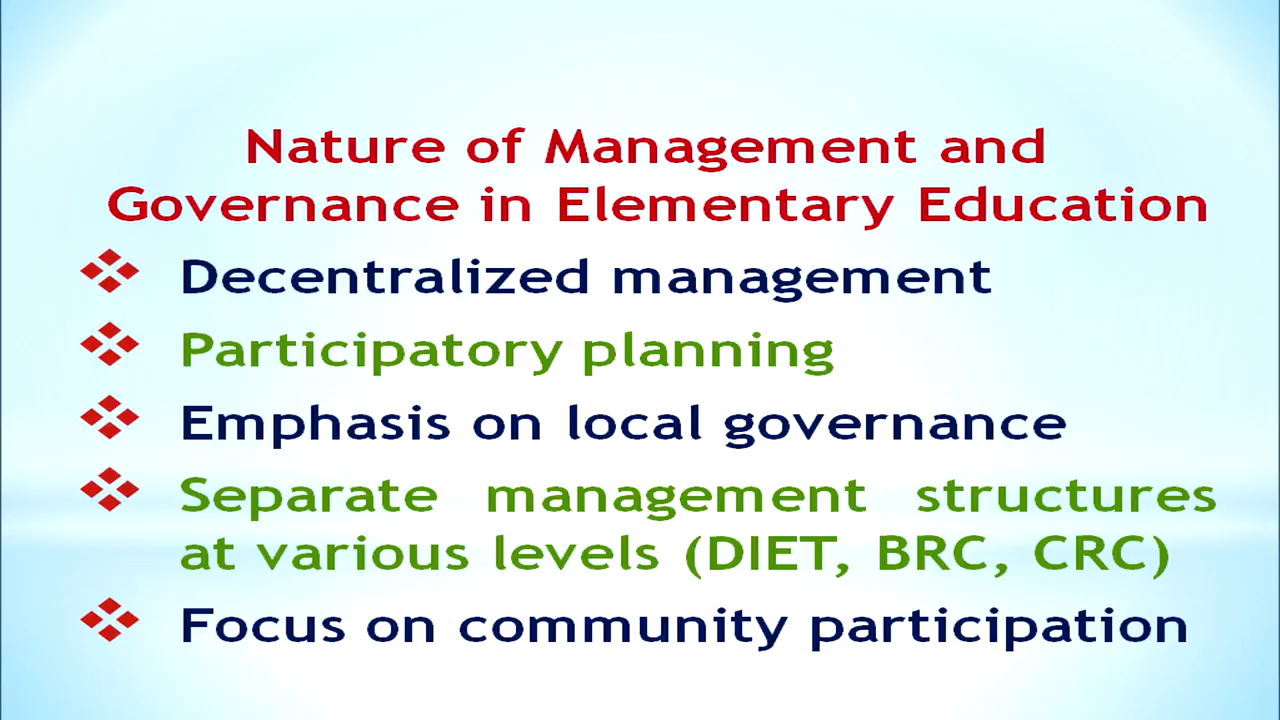 Nature of Management and
Governance in Elementary Education
Decentralized management
Participatory planning
Emphasis on local governance
Separate management structures
at various levels (DIET, BRC, CRC)
Focus on community participation